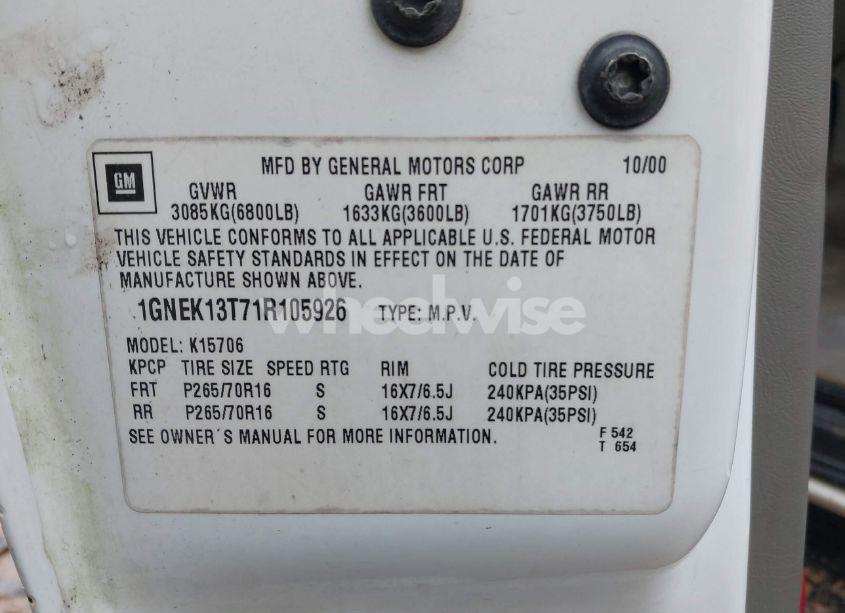 GM
MFD BY GENERAL MOTORS CORP 10/00
GVWR GAWR FRT GAWR RR
3085KG(6800LB) 1633KG(3600LB) 1701KG(3750LB)
THIS VEHICLE CONFORMS TO ALL APPLICABLE U.S. FEDERAL MOTOR
VEHICLE SAFETY STANDARDS IN EFFECT ON THE DATE OF
MANUFACTURE SHOWN ABOVE.
1GNEK13T71R105926 TYPE: M.P.V.
wheelwise
MODEL: K15706
KPCP TIRE SIZE SPEED RTG RIM COLD TIRE PRESSURE
FRT P265/70R16 S 16X7/6.5J 240KPA(35PSI)
RR P265/70R16 S 16X7/6.5J 240KPA(35PSI)
SEE OWNER´S MANUAL FOR MORE INFORMATION. F 542
T 654